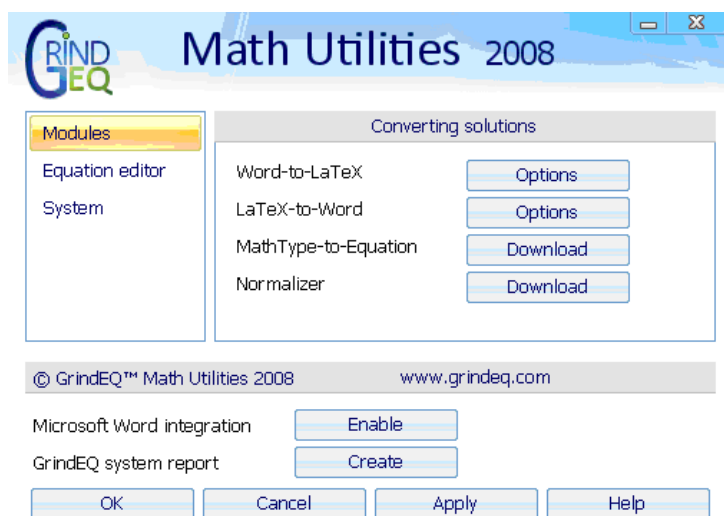 GRIND
GEQ
Math Utilities 2008
Modules
Equation editor
System
Converting solutions
Word-to-LaTeX Options
LaTeX-to-Word Options
MathType-to-Equation Download
Normalizer Download
© GrindEQ™ Math Utilities 2008 www.grindeq.com
Microsoft Word integration Enable
GrindEQ system report Create
OK Cancel Apply Help